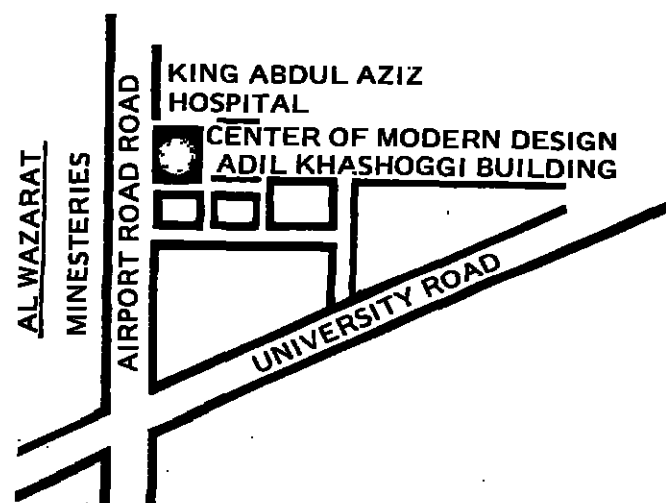 KING ABDUL AZIZ
HOSPITAL
CENTER OF MODERN DESIGN
ADIL KHASHOGGI BUILDING
AL WAZARAT
MINESTERIES
AIRPORT ROAD ROAD
UNIVERSITY ROAD